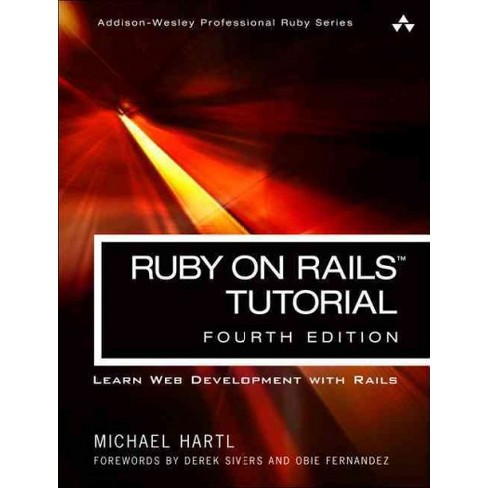 Addison-Wesley Professional Ruby Series
RUBY ON RAILS™
TUTORIAL
FOURTH EDITION
LEARN WEB DEVELOPMENT WITH RAILS
MICHAEL HARTL
FOREWORDS BY DEREK SIVERS AND OBIE FERNANDEZ